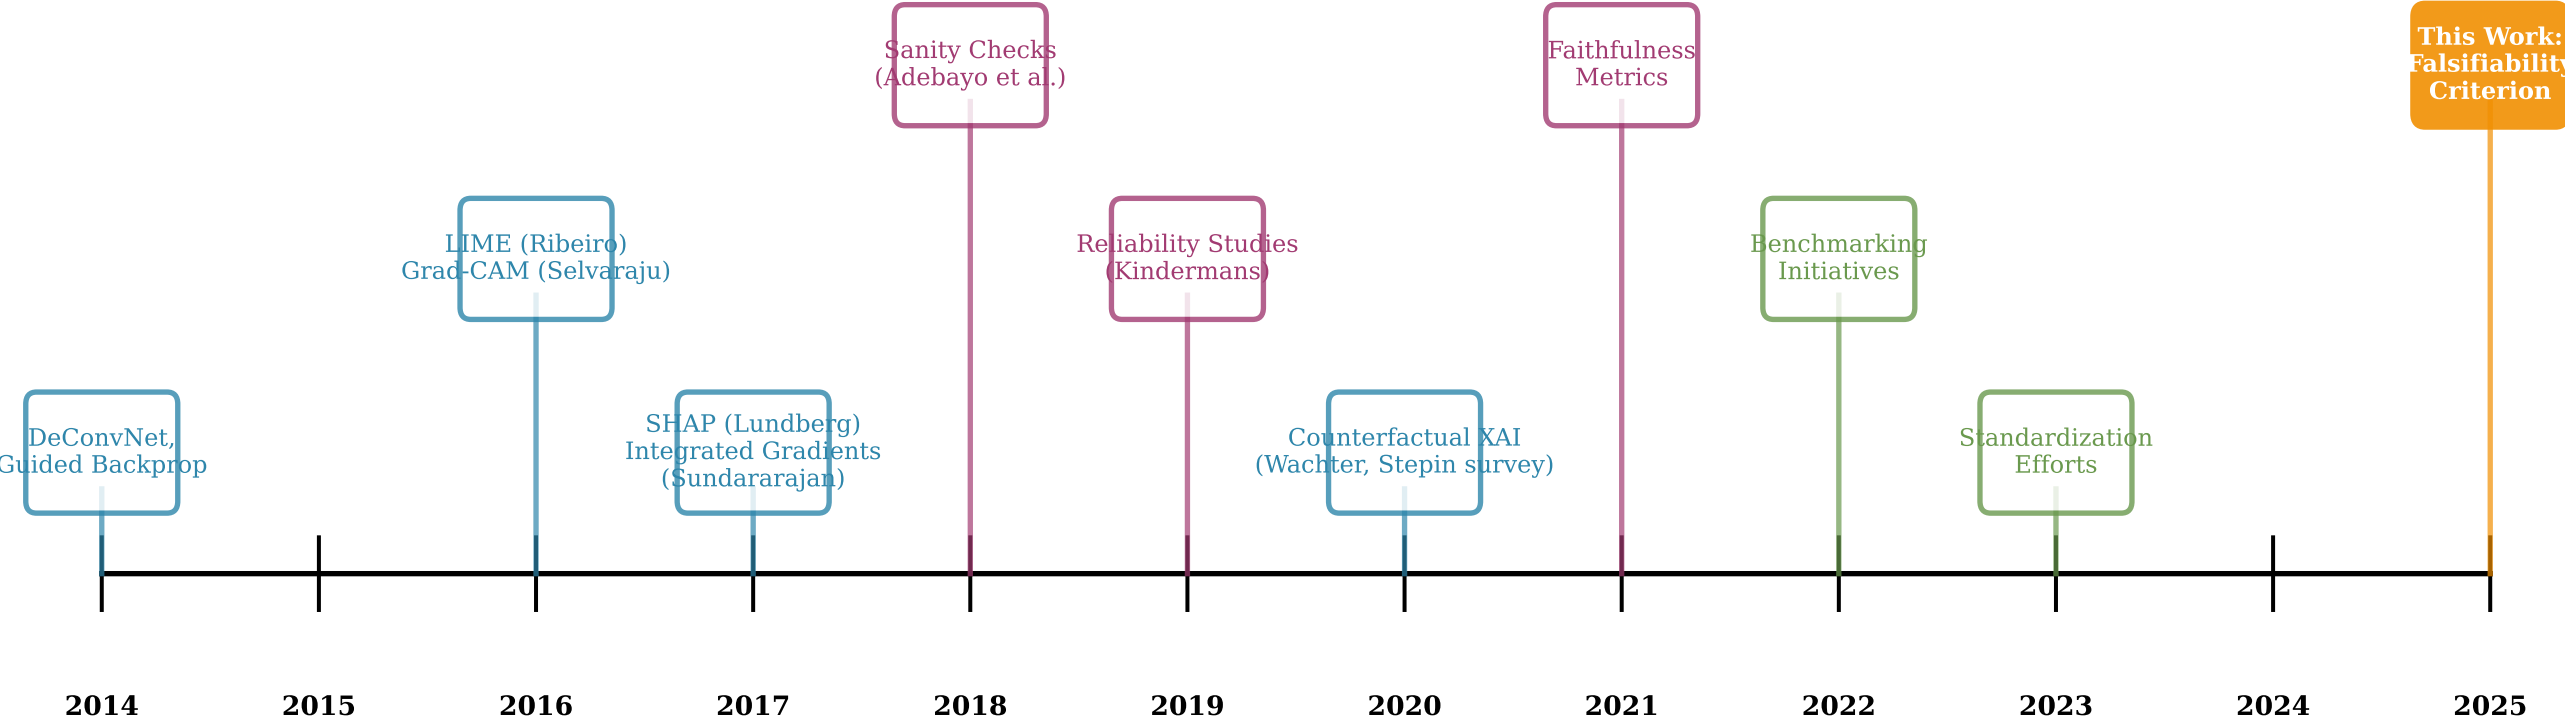 Sanity Checks
(Adebayo et al.)
Faithfulness
Metrics
This Work:
Falsifiability
Criterion
LIME (Ribeiro)
Grad-CAM (Selvaraju)
Reliability Studies
(Kindermans)
Benchmarking
Initiatives
DeConvNet,
Guided Backprop
SHAP (Lundberg)
Integrated Gradients
(Sundararajan)
Counterfactual XAI
(Wachter, Stepin survey)
Standardization
Efforts
2014 2015 2016 2017 2018 2019 2020 2021 2022 2023 2024 2025